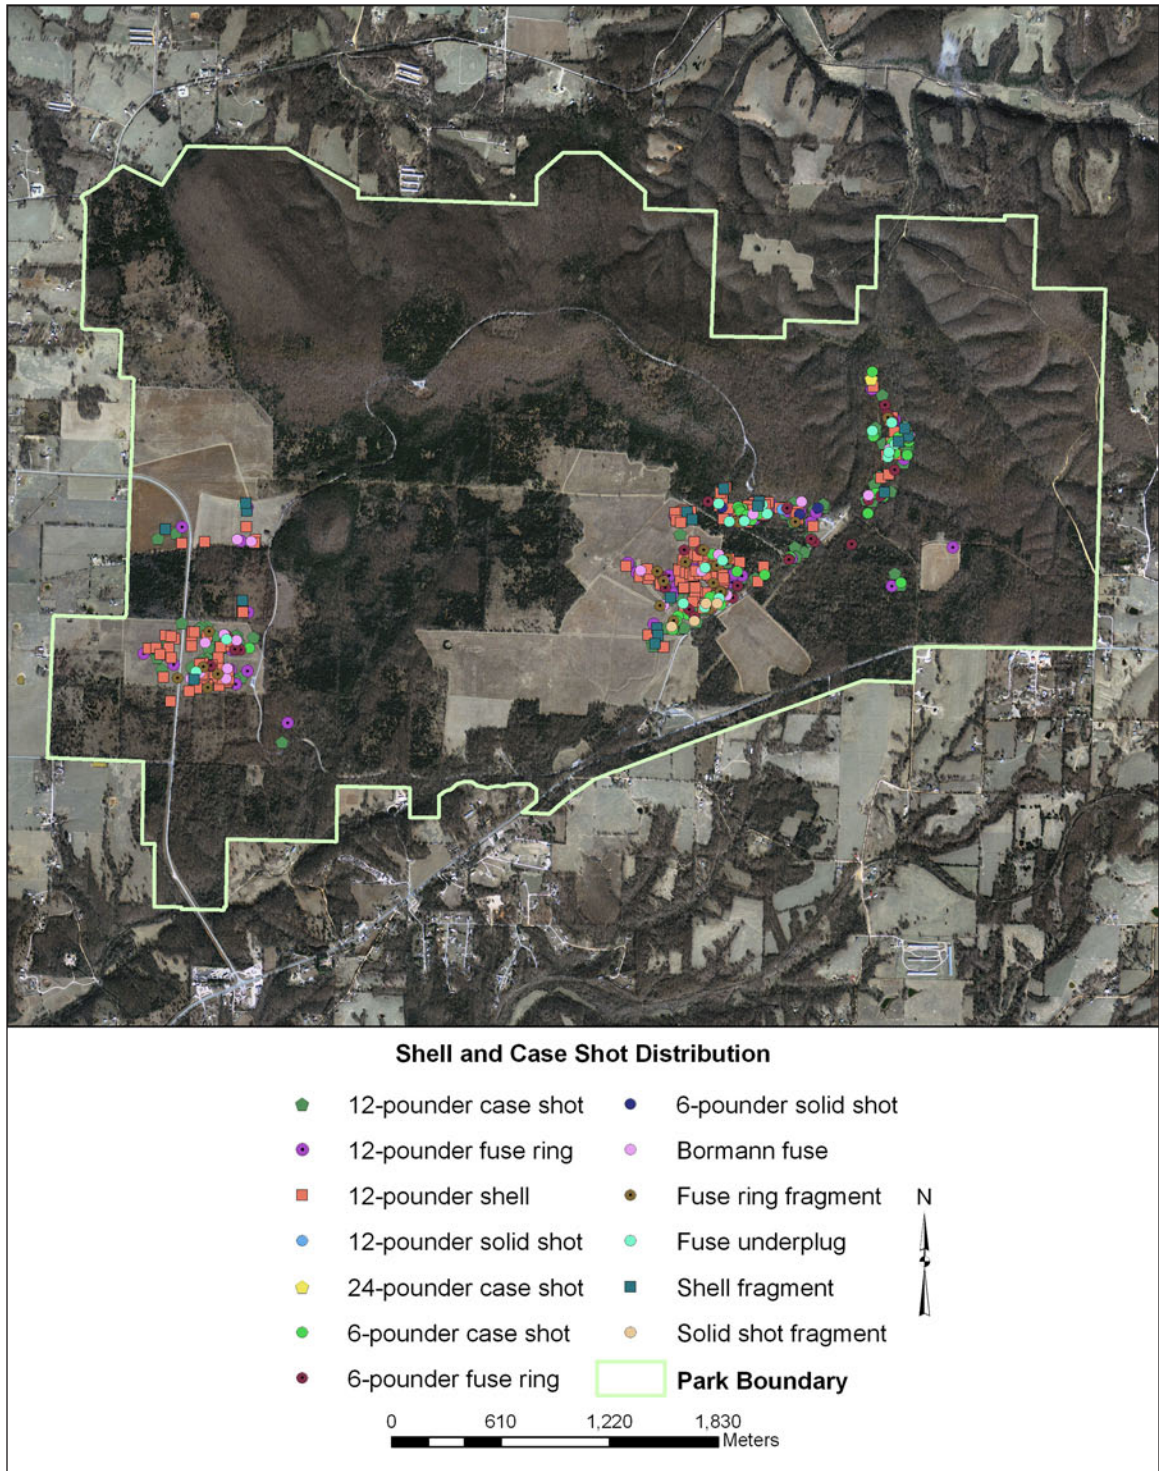 Shell and Case Shot Distribution
12-pounder case shot
12-pounder fuse ring
12-pounder shell
12-pounder solid shot
24-pounder case shot
6-pounder case shot
6-pounder fuse ring
6-pounder solid shot
Bormann fuse
Fuse ring fragment
Fuse underplug
Shell fragment
Solid shot fragment
Park Boundary
N
0 610 1,220 1,830
Meters